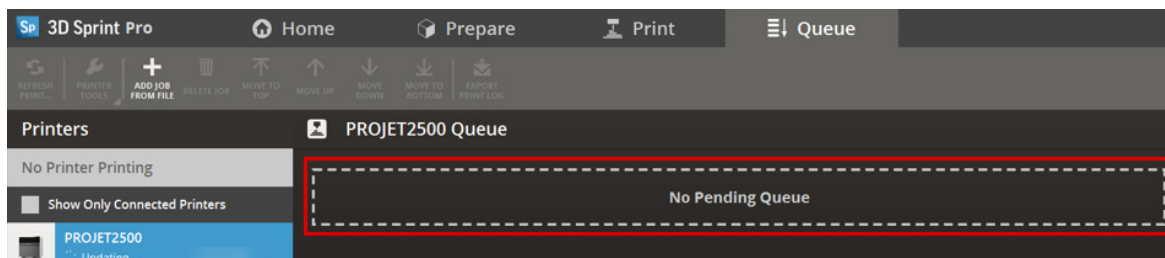 Sp 3D Sprint Pro Home Prepare Print Queue
REFRESH PRINT... PRINTER TOOLS ADD JOB FROM FILE DELETE JOB MOVE TO TOP MOVE UP MOVE DOWN MOVE TO BOTTOM EXPORT PRINT LOG
Printers PROJET2500 Queue
No Printer Printing
No Pending Queue
Show Only Connected Printers
PROJET2500
Updating